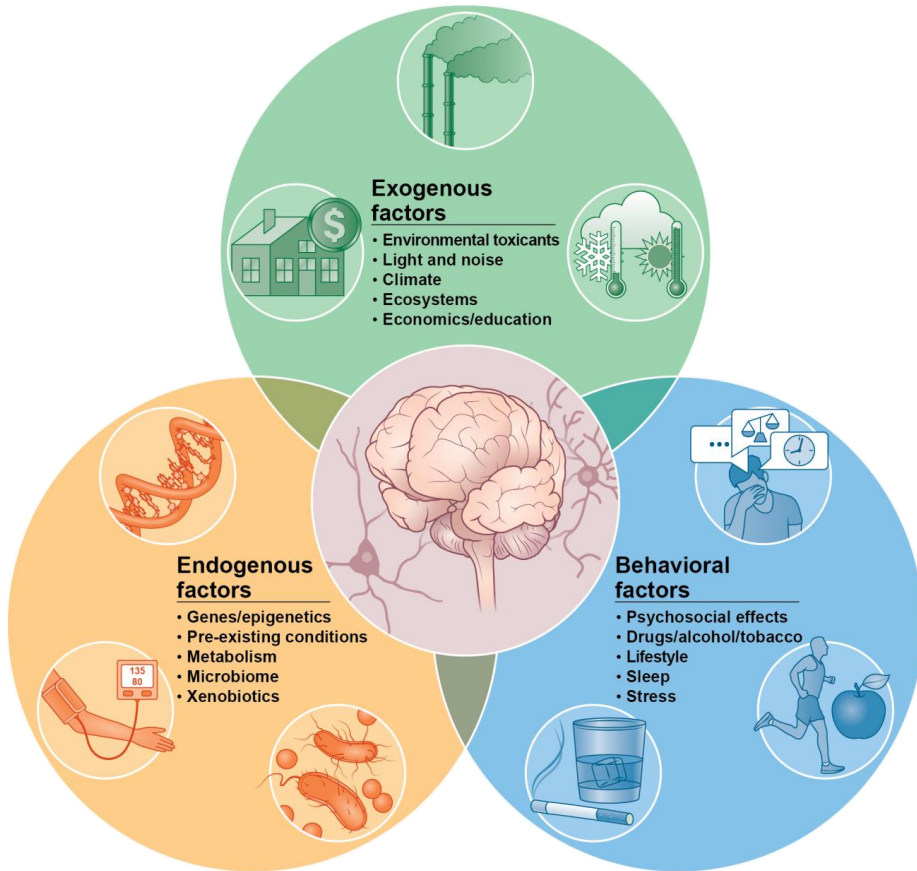 $
Exogenous
factors
• Environmental toxicants
• Light and noise
• Climate
• Ecosystems
• Economics/education
...
Endogenous
factors
• Genes/epigenetics
• Pre-existing conditions
• Metabolism
• Microbiome
• Xenobiotics
135
80
Behavioral
factors
• Psychosocial effects
• Drugs/alcohol/tobacco
• Lifestyle
• Sleep
• Stress